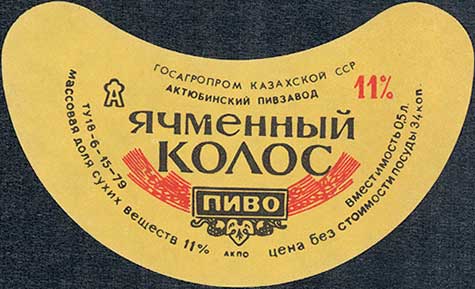 ГОСАГРОПРОМ КАЗАХСКОЙ ССР
АКТЮБИНСКИЙ ПИВЗАВОД
11%
ЯЧМЕННЫЙ
КОЛОС
ПИВО
АКПО
ТУ18-6-15-79
массовая доля сухих веществ 11%
вместимость 0,5 л.
цена без стоимости посуды 34 коп.